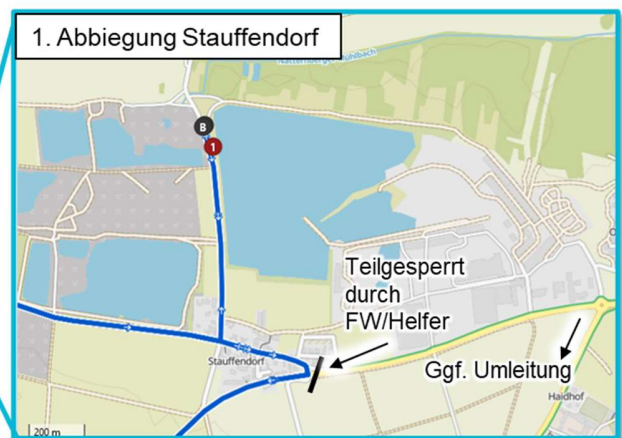 1. Abbiegung Stauffendorf
B
1
Teilgesperrt
durch
FW/Helfer
Stauffendorf
Ggf. Umleitung
Haidhof
200 m